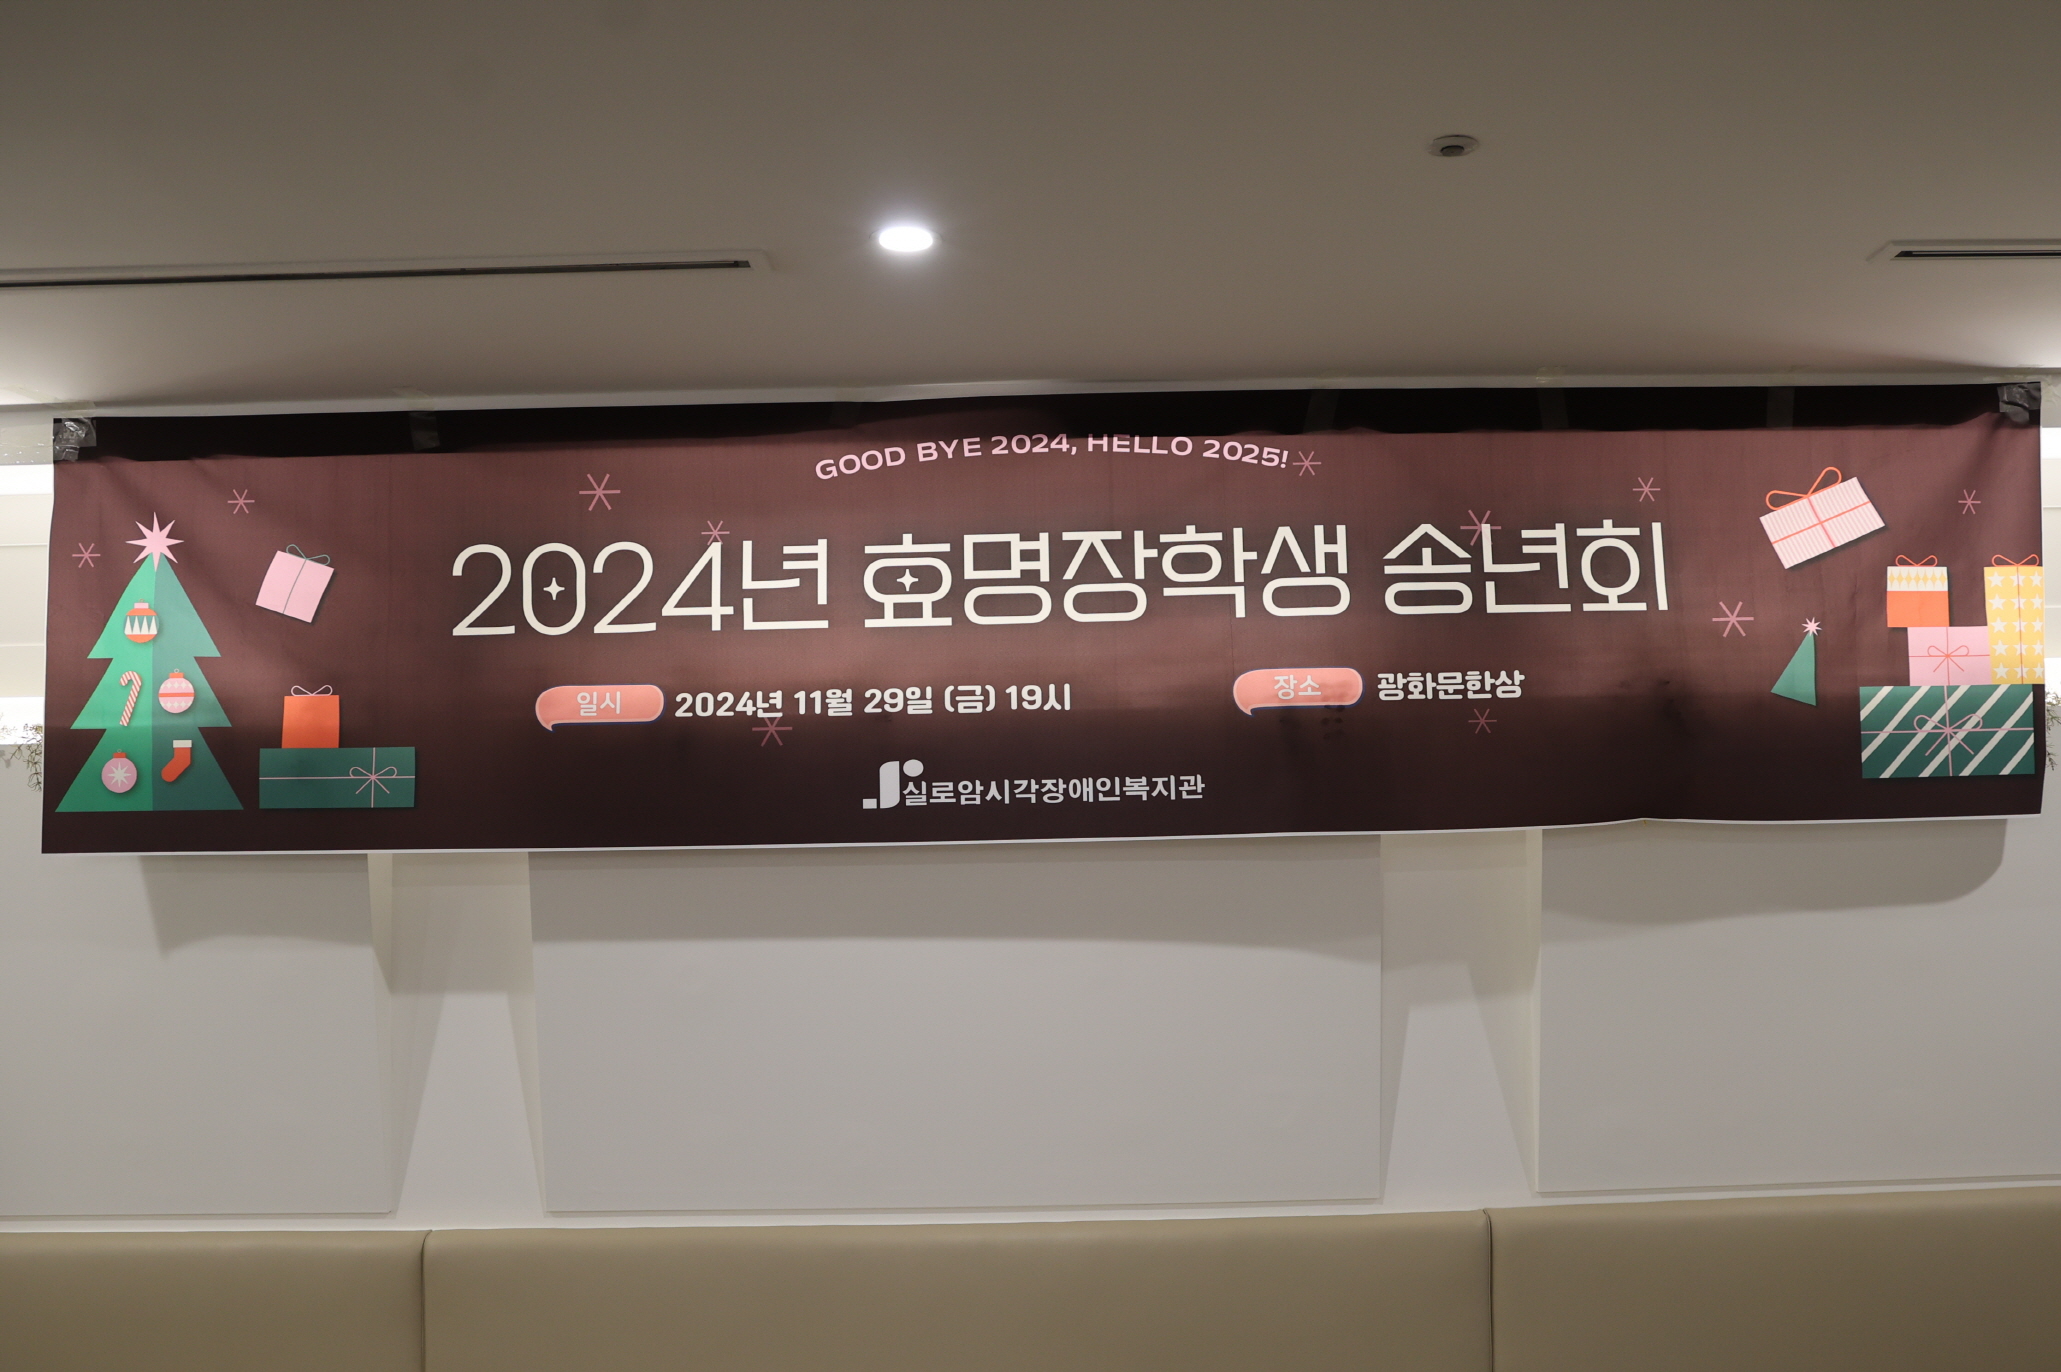 GOOD BYE 2024, HELLO 2025!
2024년 효명장학생 송년회
일시 2024년 11월 29일 (금) 19시
장소 광화문한상
실로암시각장애인복지관